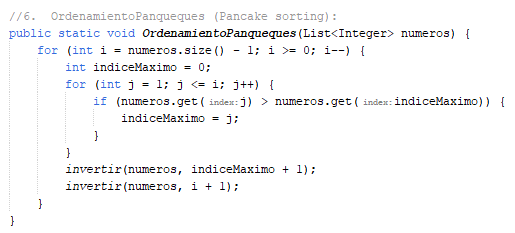 //6.  OrdenamientoPanqueques (Pancake sorting):
public static void OrdenamientoPanqueques(List<Integer> numeros) {
    for (int i = numeros.size() - 1; i >= 0; i--) {
        int indiceMaximo = 0;
        for (int j = 1; j <= i; j++) {
            if (numeros.get( index: j) > numeros.get( index: indiceMaximo)) {
                indiceMaximo = j;
            }
        }
        invertir(numeros, indiceMaximo + 1);
        invertir(numeros, i + 1);
    }
}